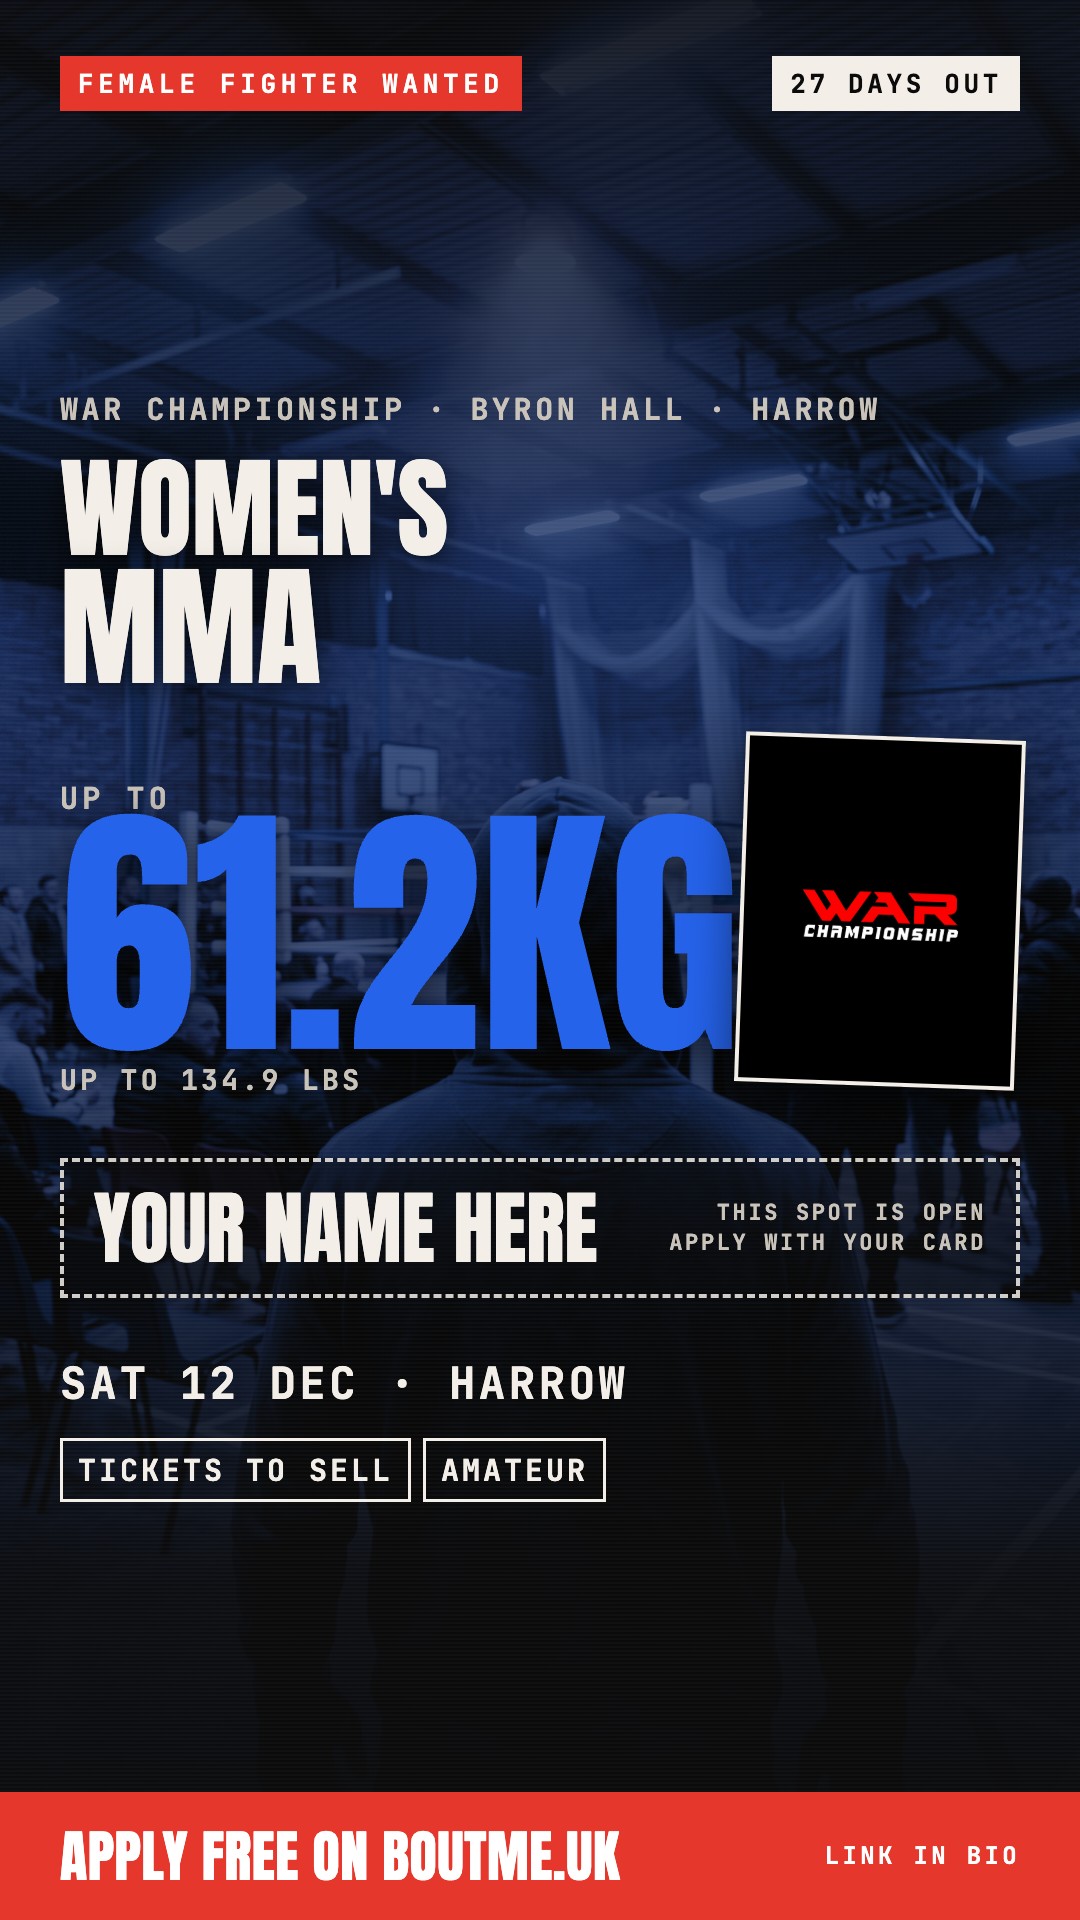 FEMALE FIGHTER WANTED
27 DAYS OUT
WAR CHAMPIONSHIP · BYRON HALL · HARROW
WOMEN'S
MMA
UP TO
61.2KG
WAR
CHAMPIONSHIP
UP TO 134.9 LBS
YOUR NAME HERE
THIS SPOT IS OPEN
APPLY WITH YOUR CARD
SAT 12 DEC · HARROW
TICKETS TO SELL
AMATEUR
APPLY FREE ON BOUTME.UK
LINK IN BIO